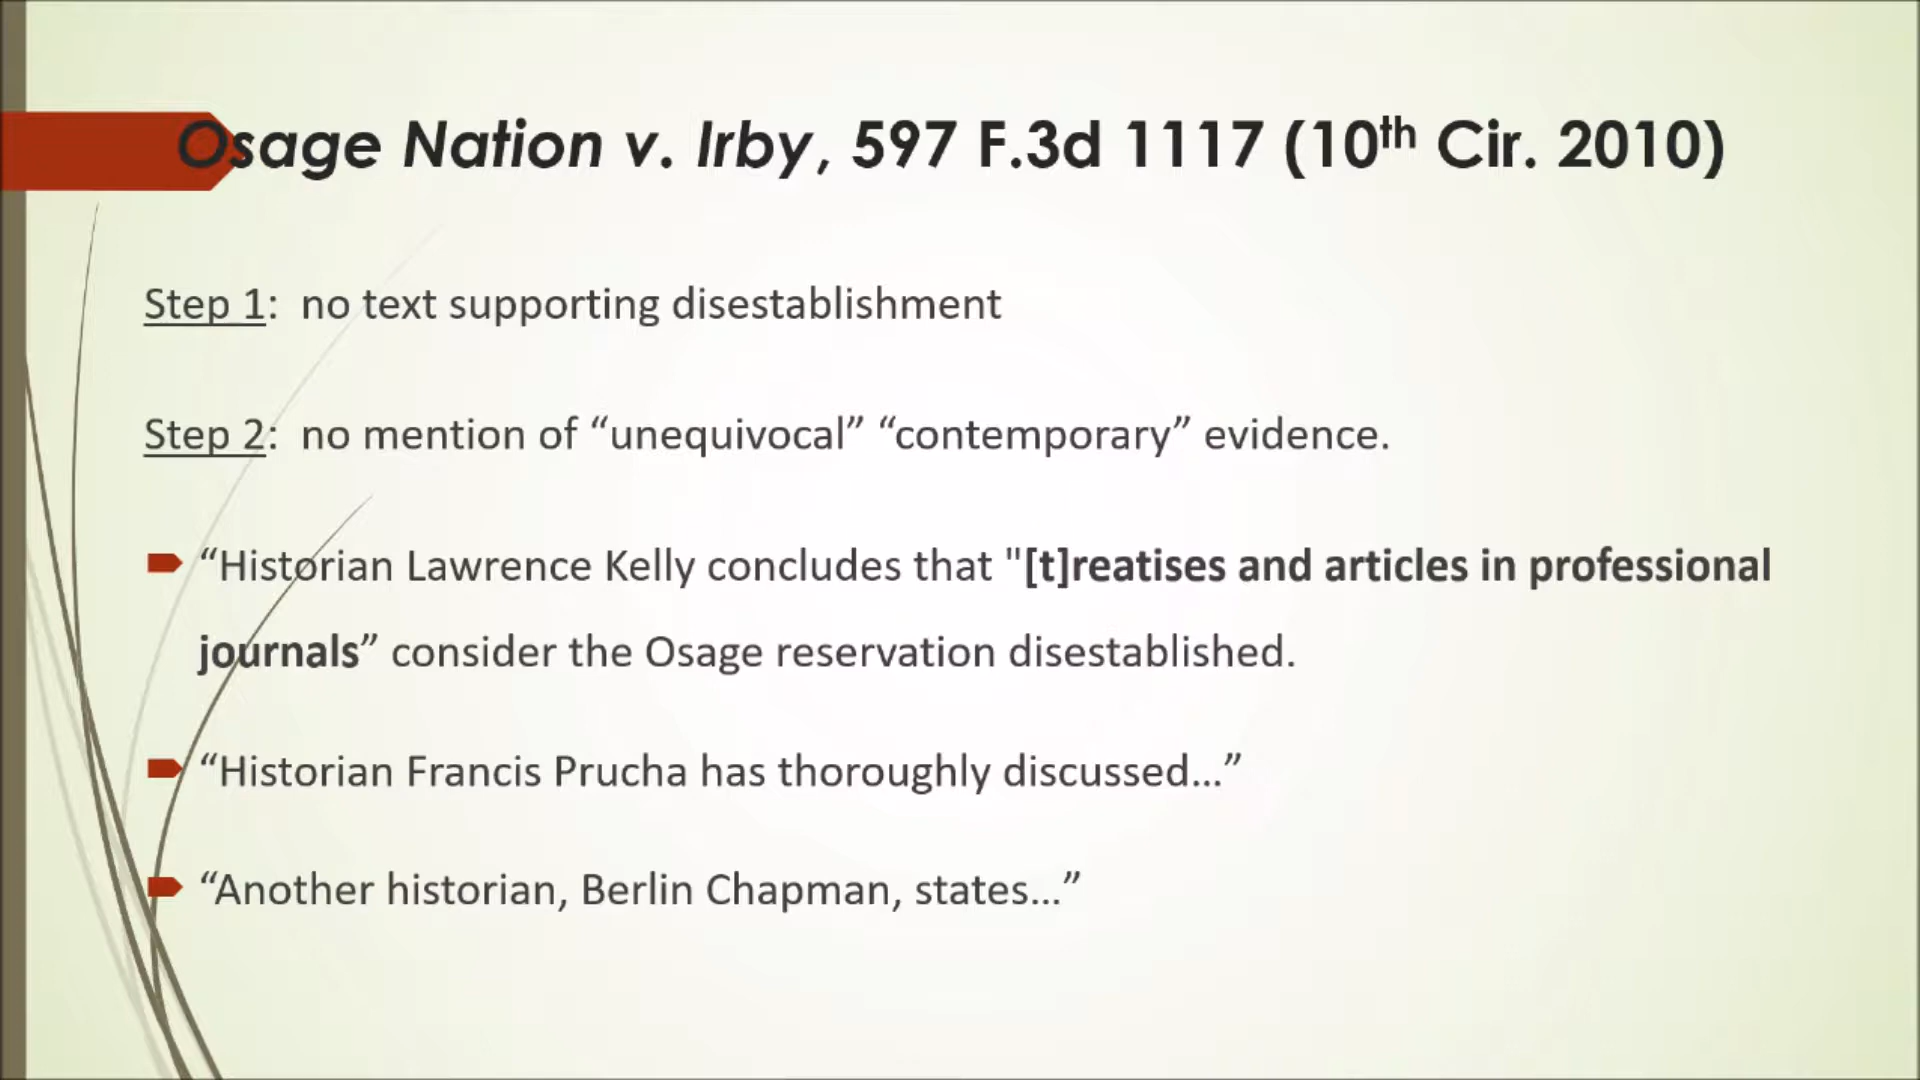 Osage Nation v. Irby, 597 F.3d 1117 (10th Cir. 2010)
Step 1:  no text supporting disestablishment
Step 2:  no mention of “unequivocal” “contemporary” evidence.
“Historian Lawrence Kelly concludes that "[t]reatises and articles in professional
journals” consider the Osage reservation disestablished.
“Historian Francis Prucha has thoroughly discussed…”
“Another historian, Berlin Chapman, states…”